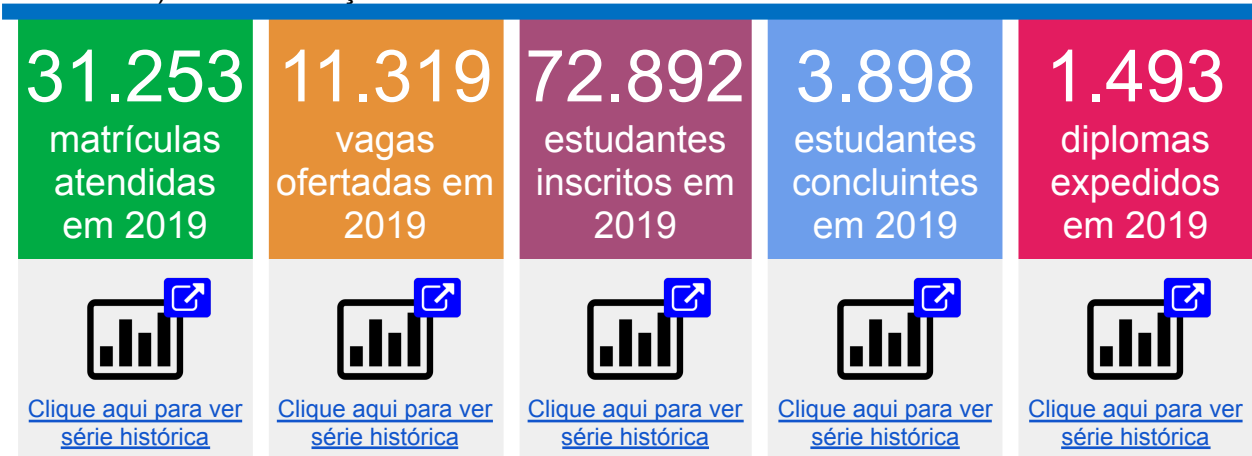 31.253
matrículas
atendidas
em 2019
11.319
vagas
ofertadas em
2019
72.892
estudantes
inscritos em
2019
3.898
estudantes
concluintes
em 2019
1.493
diplomas
expedidos
em 2019
Clique aqui para ver
série histórica
Clique aqui para ver
série histórica
Clique aqui para ver
série histórica
Clique aqui para ver
série histórica
Clique aqui para ver
série histórica